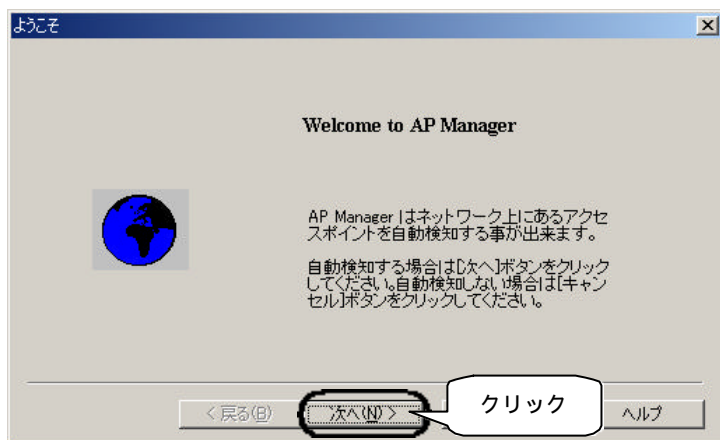 ようこそ
Welcome to AP Manager
AP Manager はネットワーク上にあるアクセ
スポイントを自動検知する事が出来ます。
自動検知する場合は[次へ]ボタンをクリック
してください。自動検知しない場合は[キャン
セル]ボタンをクリックしてください。
< 戻る(B)
次へ(N) >
クリック
ヘルプ